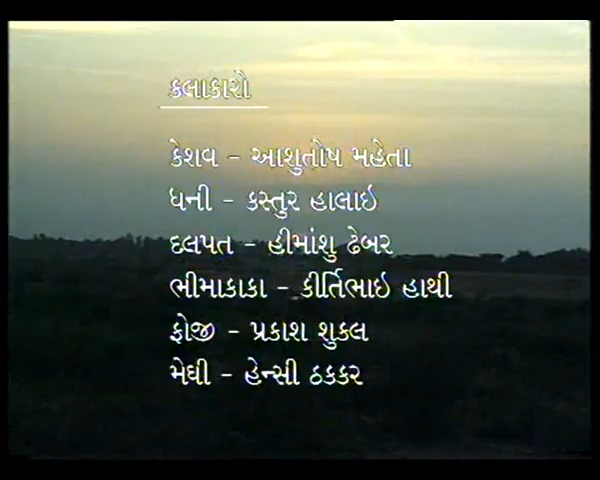 કલાકારો
કેશવ - આશુતોષ મહેતા
ધની - કસ્તુર હાલાઇ
દલપત - હીમાંશુ ઢેબર
ભીમાકાકા - કીર્તિભાઇ હાથી
ફોજી - પ્રકાશ શુકલ
મેઘી - હેન્સી ઠકકર